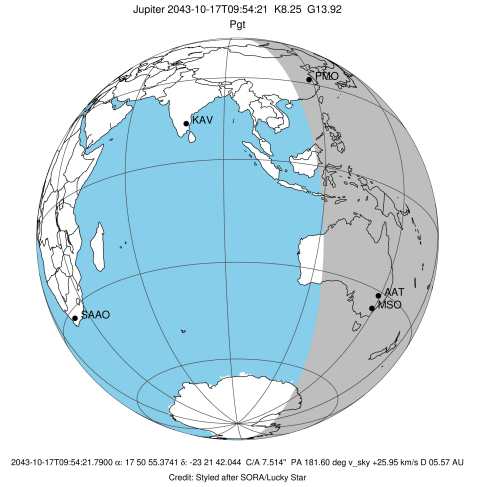 Jupiter 2043-10-17T09:54:21 K8.25 G13.92
Pgt
PMO
KAV
AAT
MSO
SAAO
2043-10-17T09:54:21.7900 α: 17 50 55.3741 δ: -23 21 42.044 C/A 7.514" PA 181.60 deg v_sky +25.95 km/s D 05.57 AU
Credit: Styled after SORA/Lucky Star